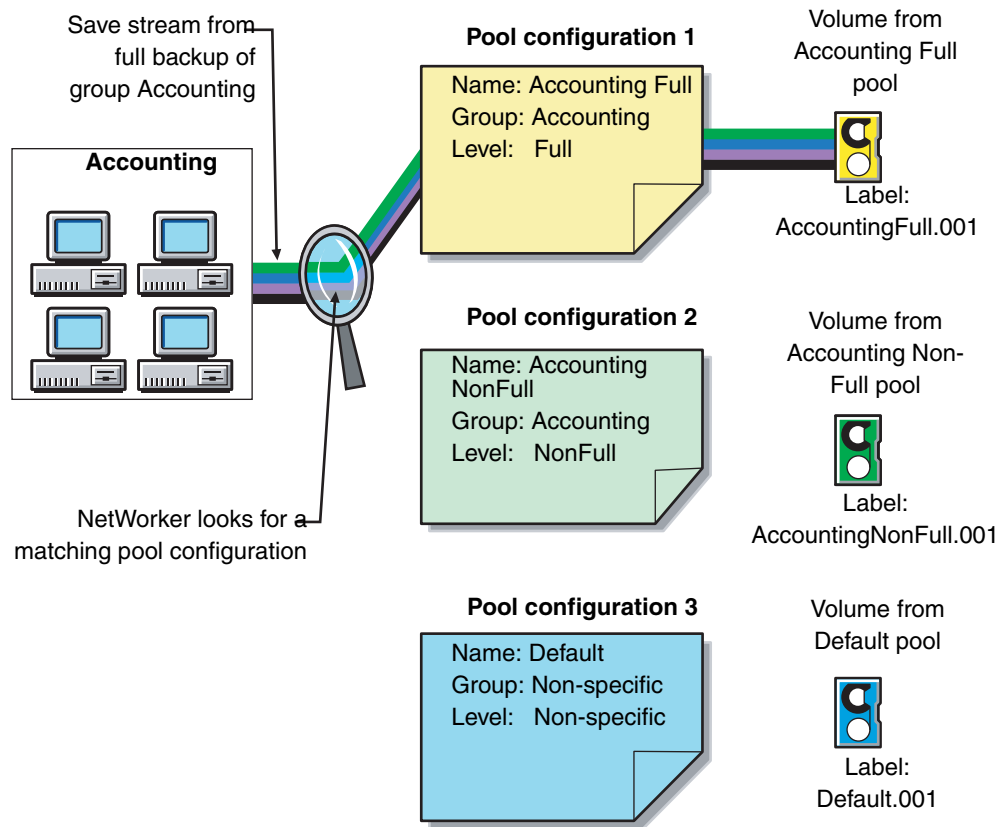 Save stream from
full backup of
group Accounting
Accounting
NetWorker looks for a
matching pool configuration
Pool configuration 1
Name: Accounting Full
Group: Accounting
Level: Full
Volume from
Accounting Full
pool
Label:
AccountingFull.001
Pool configuration 2
Name: Accounting
NonFull
Group: Accounting
Level: NonFull
Volume from
Accounting Non-
Full pool
Label:
AccountingNonFull.001
Pool configuration 3
Name: Default
Group: Non-specific
Level: Non-specific
Volume from
Default pool
Label:
Default.001